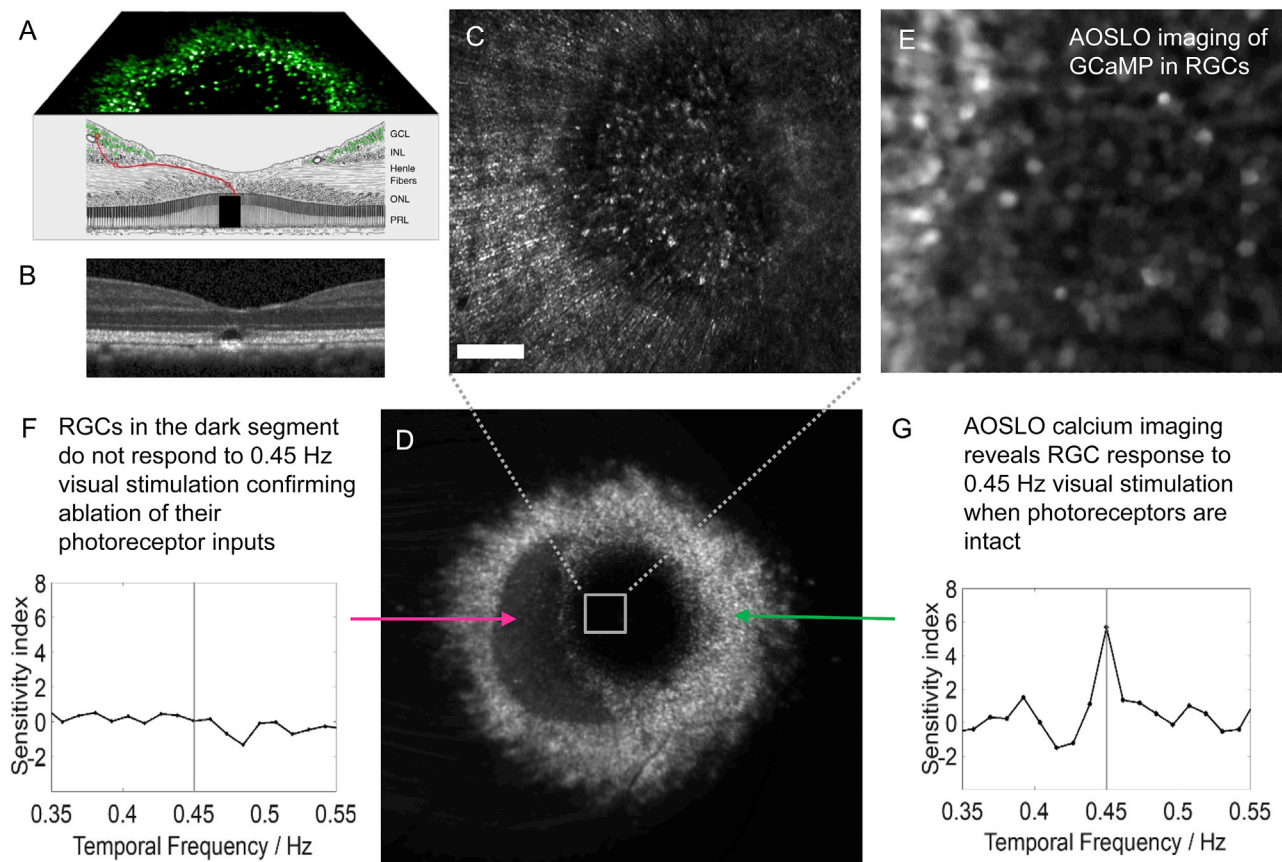 A
GCL
INL
Henle
Fibers
ONL
PRL
B
C
E
AOSLO imaging of
GCaMP in RGCs
F
RGCs in the dark segment
do not respond to 0.45 Hz
visual stimulation confirming
ablation of their
photoreceptor inputs
8
6
4
2
0
-2
Sensitivity index
0.35
0.4
0.45
0.5
0.55
Temporal Frequency / Hz
D
G
AOSLO calcium imaging
reveals RGC response to
0.45 Hz visual stimulation
when photoreceptors are
intact
8
6
4
2
0
-2
Sensitivity index
0.35
0.4
0.45
0.5
0.55
Temporal Frequency / Hz